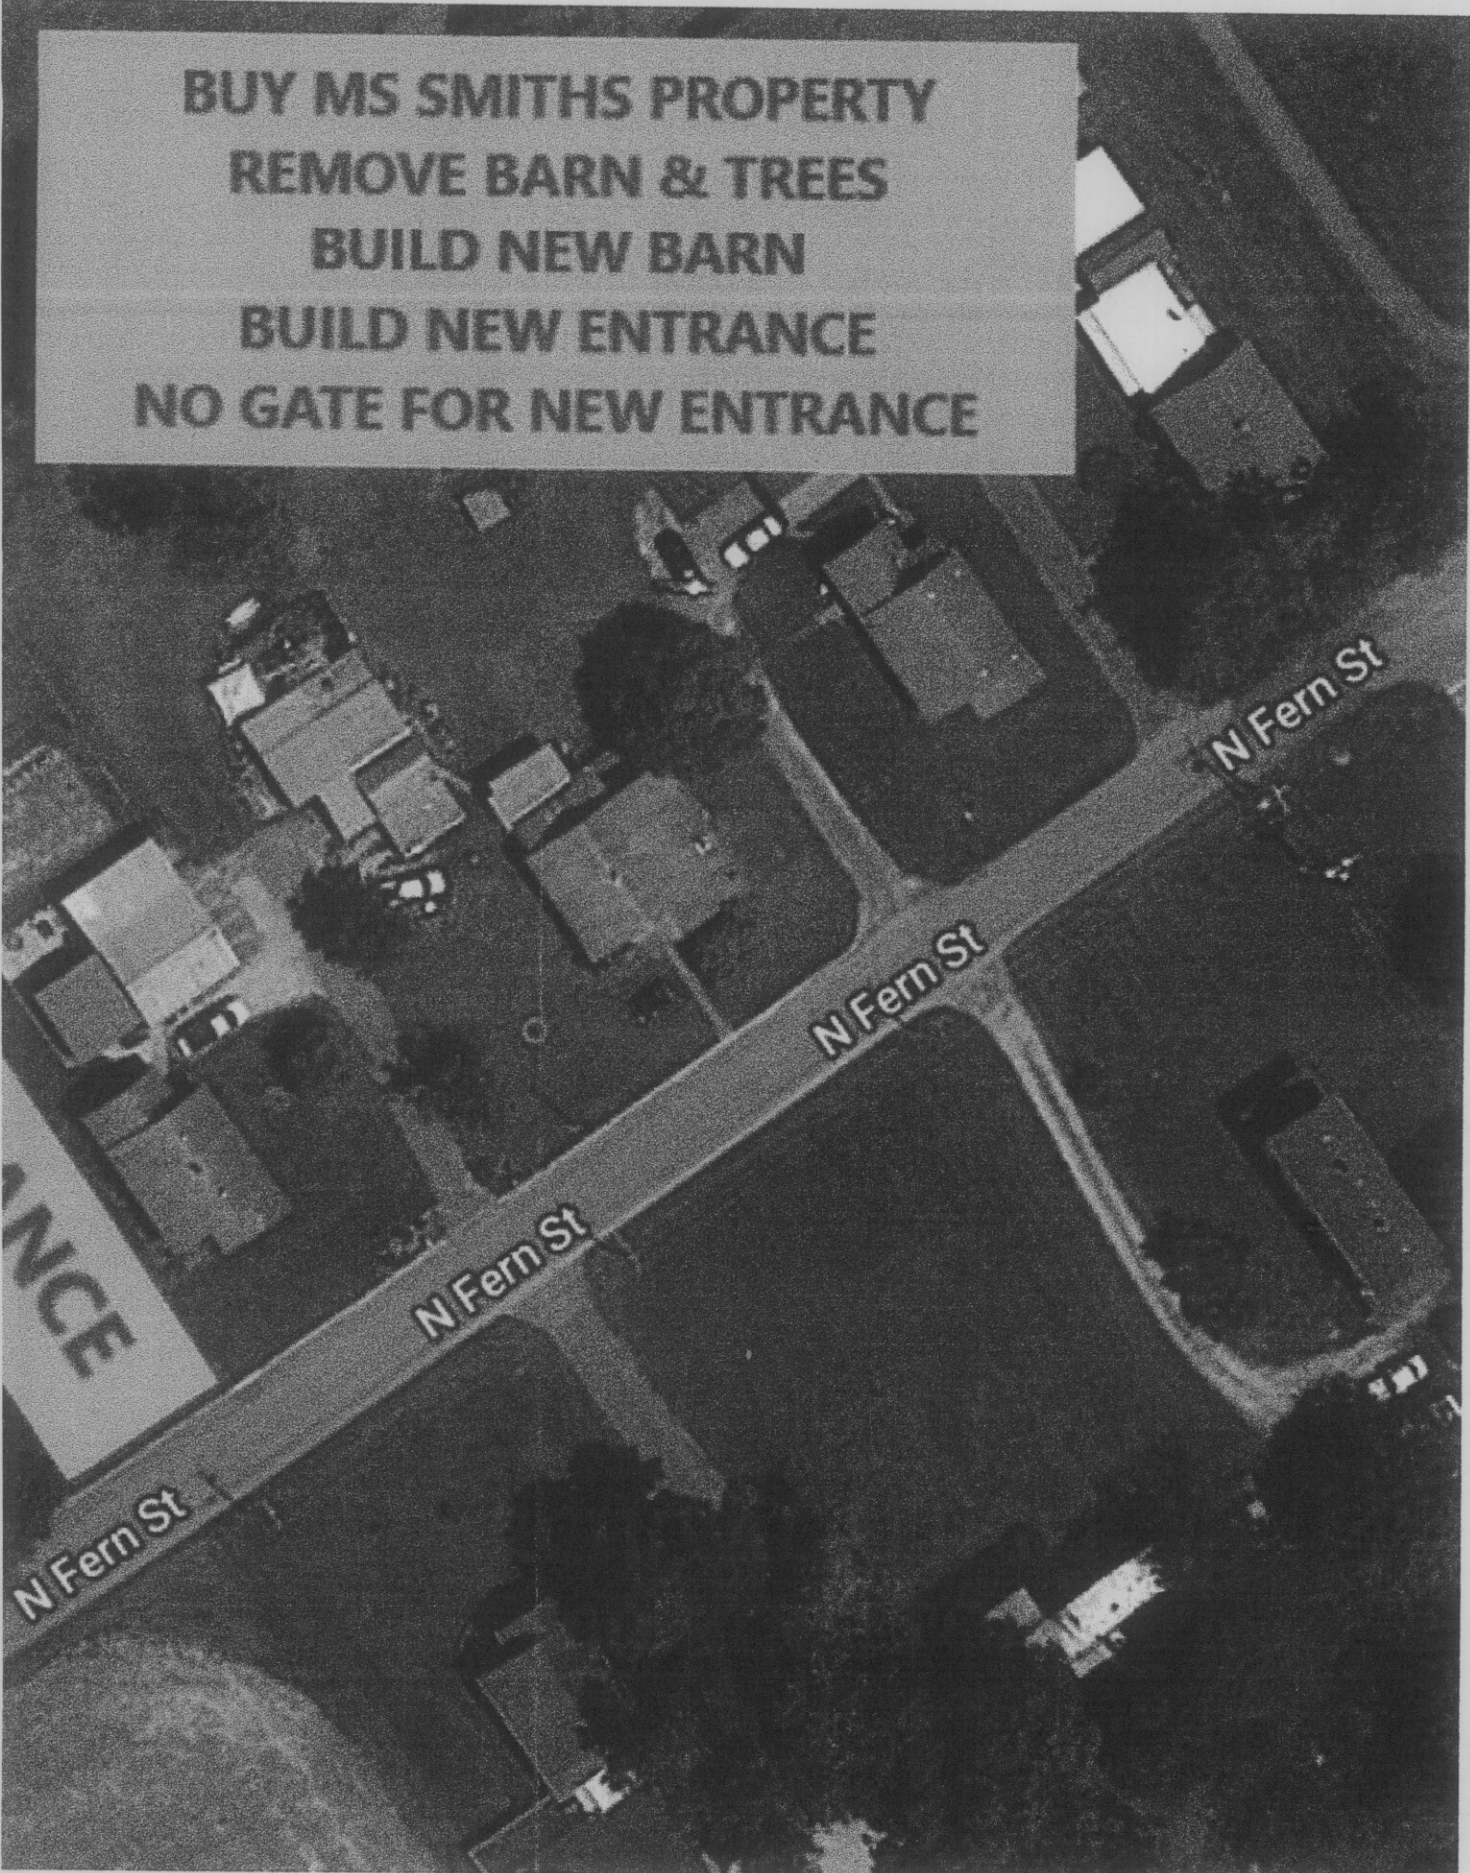 BUY MS SMITHS PROPERTY
REMOVE BARN & TREES
BUILD NEW BARN
BUILD NEW ENTRANCE
NO GATE FOR NEW ENTRANCE
N Fern St
N Fern St
ANCE
N Fern St
N Fern St